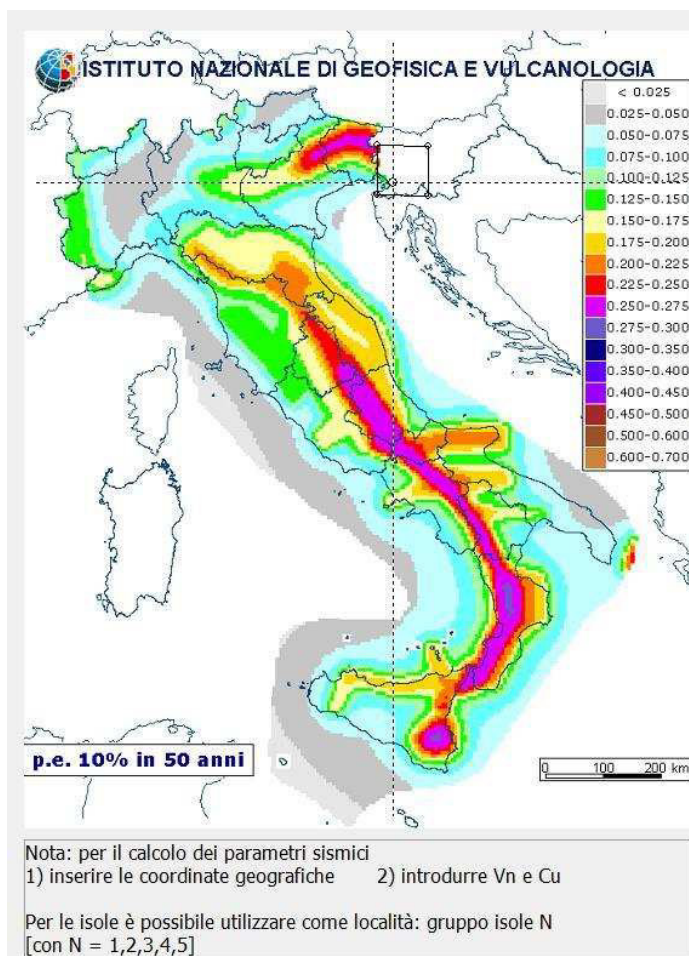 ISTITUTO NAZIONALE DI GEOFISICA E VULCANOLOGIA
< 0.025
0.025-0.050
0.050-0.075
0.075-0.100
0.100-0.125
0.125-0.150
0.150-0.175
0.175-0.200
0.200-0.225
0.225-0.250
0.250-0.275
0.275-0.300
0.300-0.350
0.350-0.400
0.400-0.450
0.450-0.500
0.500-0.600
0.600-0.700
p.e. 10% in 50 anni
0 100 200 km
Nota: per il calcolo dei parametri sismici
1) inserire le coordinate geografiche 2) introdurre Vn e Cu
Per le isole è possibile utilizzare come località: gruppo isole N
[con N = 1,2,3,4,5]